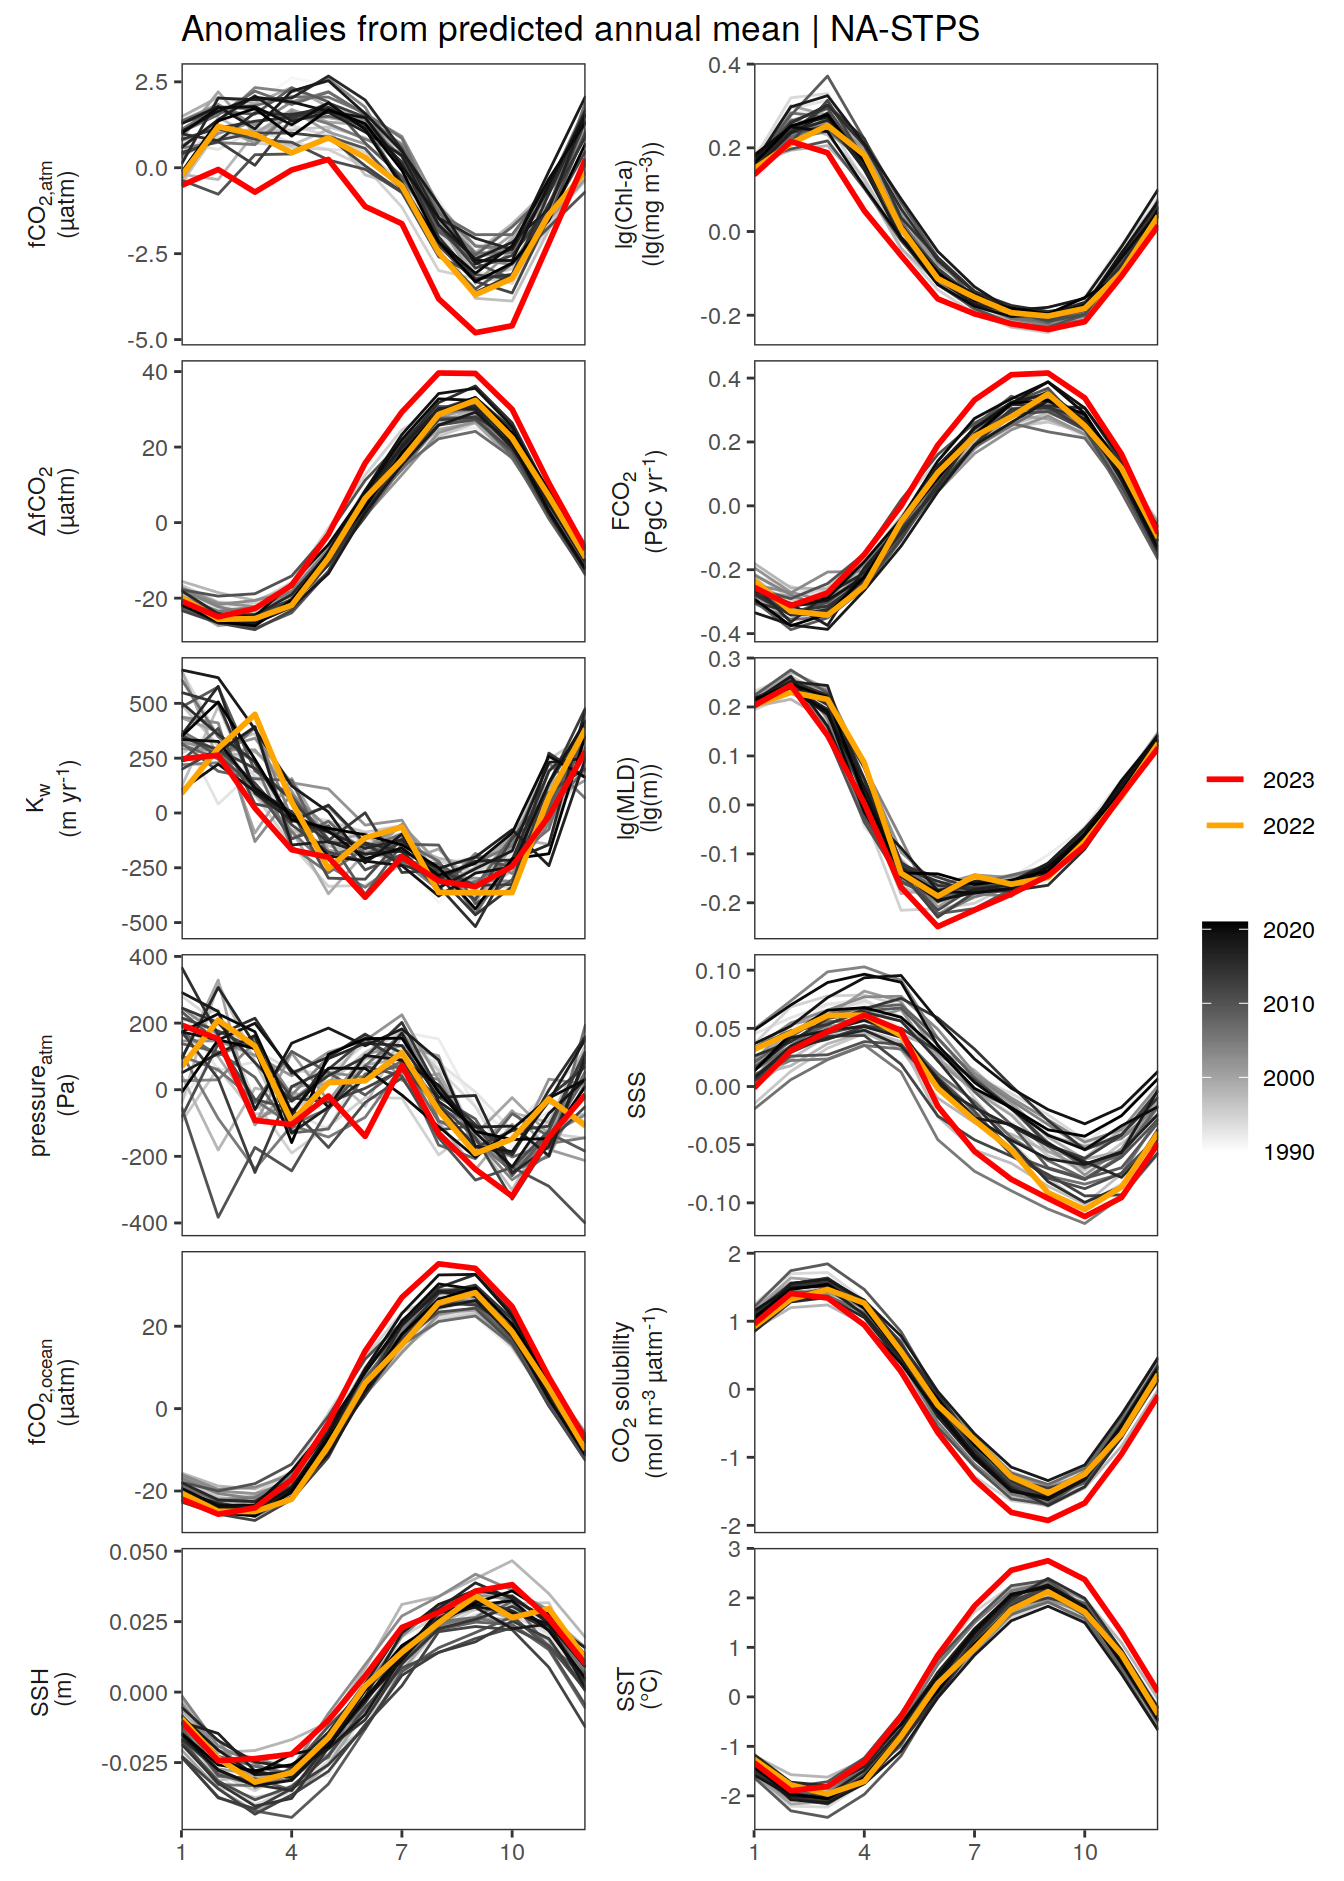 Anomalies from predicted annual mean | NA-STPS
fCO2,atm
(µatm)
2.5
0.0
-2.5
-5.0
lg(Chl-a)
(lg(mg m-3))
0.4
0.2
0.0
-0.2
ΔfCO2
(µatm)
40
20
0
-20
FCO2
(PgC yr-1)
0.4
0.2
0.0
-0.2
-0.4
Kw
(m yr-1)
500
250
0
-250
-500
lg(MLD)
(lg(m))
0.3
0.2
0.1
0.0
-0.1
-0.2
pressureatm
(Pa)
400
200
0
-200
-400
SSS
0.10
0.05
0.00
-0.05
-0.10
fCO2,ocean
(µatm)
20
0
-20
CO2 solubility
(mol m-3 µatm-1)
2
1
0
-1
-2
SSH
(m)
0.050
0.025
0.000
-0.025
SST
(°C)
3
2
1
0
-1
-2
1 4 7 10
1 4 7 10
2023
2022
2020
2010
2000
1990